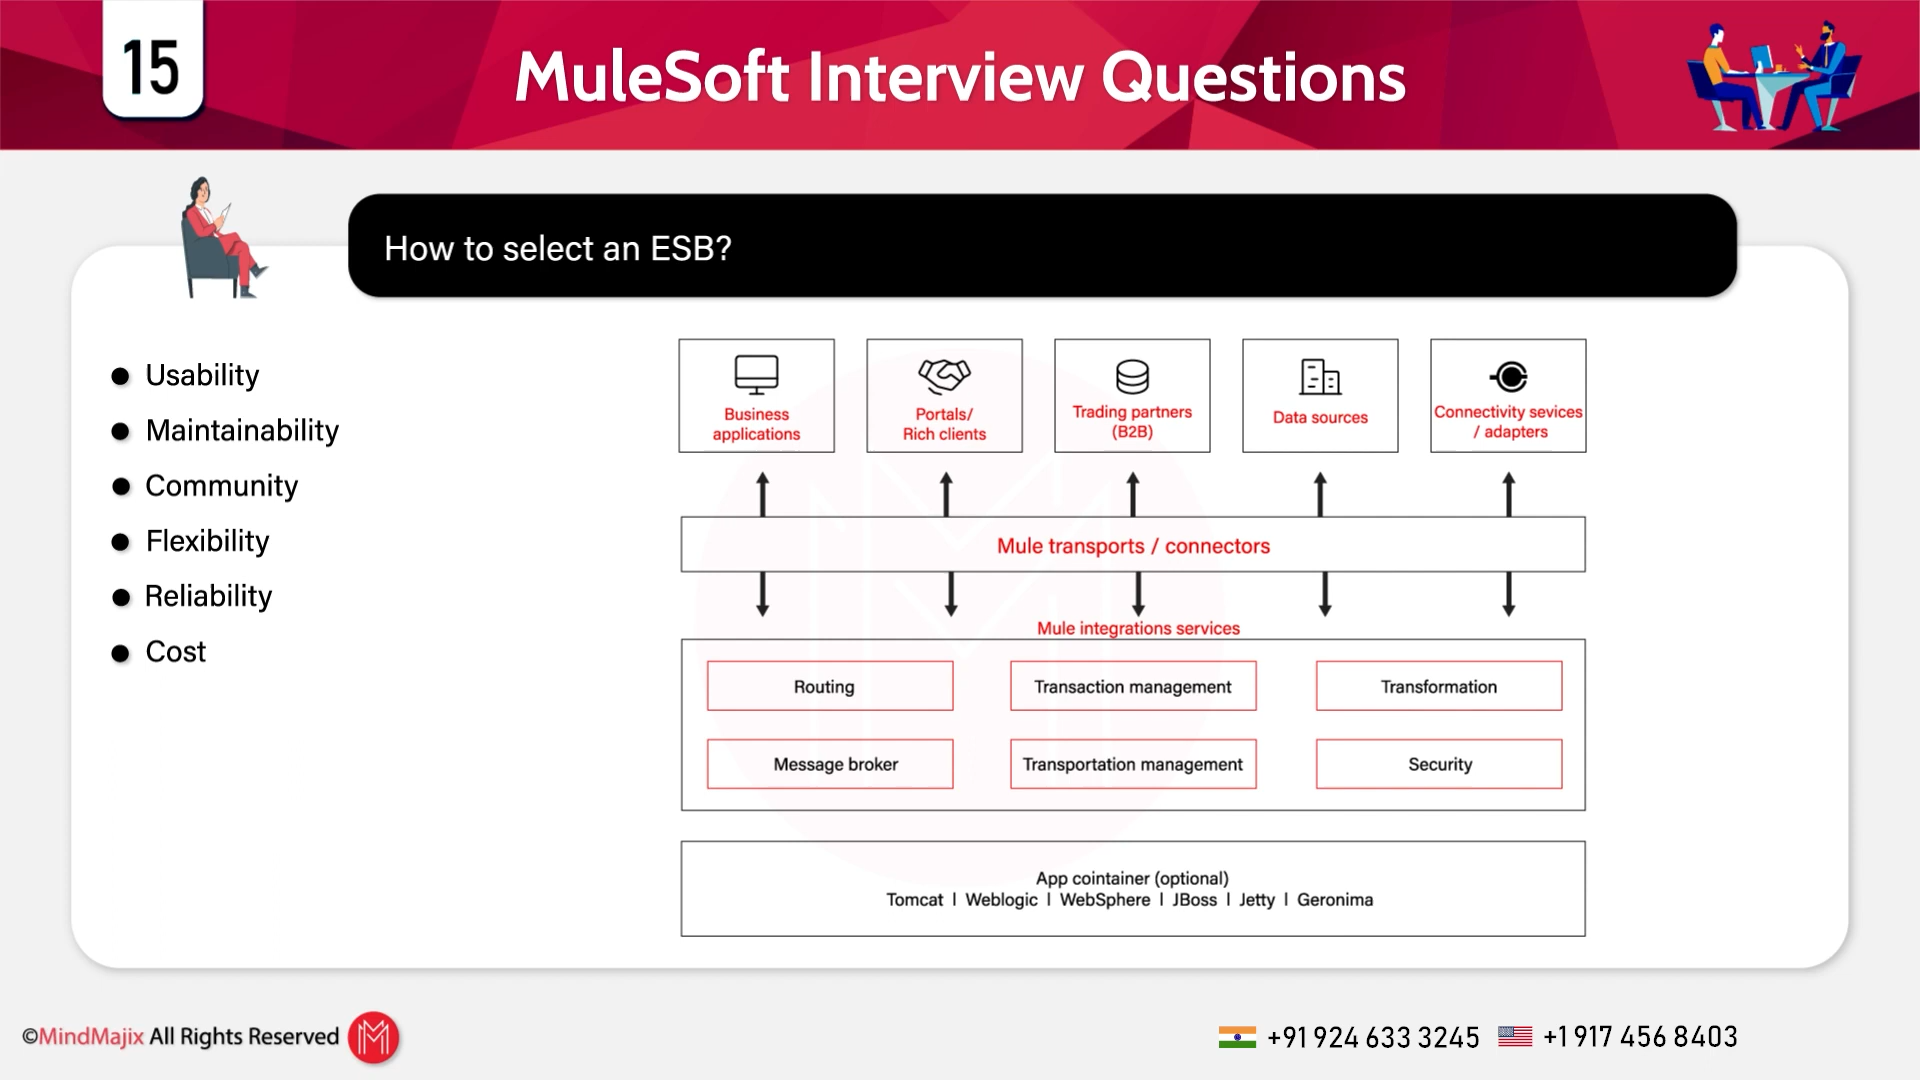 15
MuleSoft Interview Questions
How to select an ESB?
Usability
Maintainability
Community
Flexibility
Reliability
Cost
Business
applications
Portals/
Rich clients
Trading partners
(B2B)
Data sources
Connectivity sevices
/ adapters
Mule transports / connectors
Mule integrations services
Routing
Transaction management
Transformation
Message broker
Transportation management
Security
App cointainer (optional)
Tomcat | Weblogic | WebSphere | JBoss | Jetty | Geronima
©MindMajix All Rights Reserved
+91 924 633 3245
+1 917 456 8403